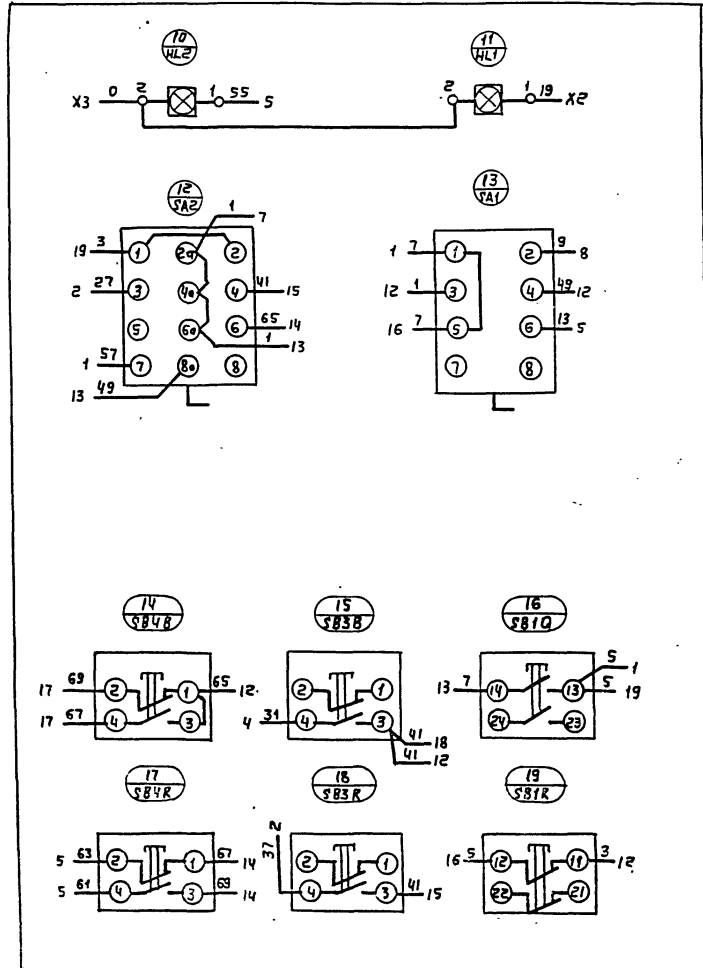 10 11
HL2 HL1
X3 0 2 1 55 5 2 1 19 X2
12 13
SA2 SA1
1
7
19 3 1 2a 2 1 7 1 2 9 8
2 27 3 4a 4 41 15 12 1 3 4 49 12
5 6a 6 65 14 16 7 5 6 13 5
1 13
1 57 7 8a 8 7 8
13 49
14 15 16
SB4B SB3B SB1Q
5 1
17 69 2 1 65 12 2 1 13 7 14 13 5 19
17 67 4 3 4 31 4 3 24 23
41 18
41 12
17 18 19
SB4R SB3R SB1R
2
37
5 63 2 1 67 14 2 1 16 5 12 11 3 12
5 61 4 3 69 14 4 3 41 15 22 21